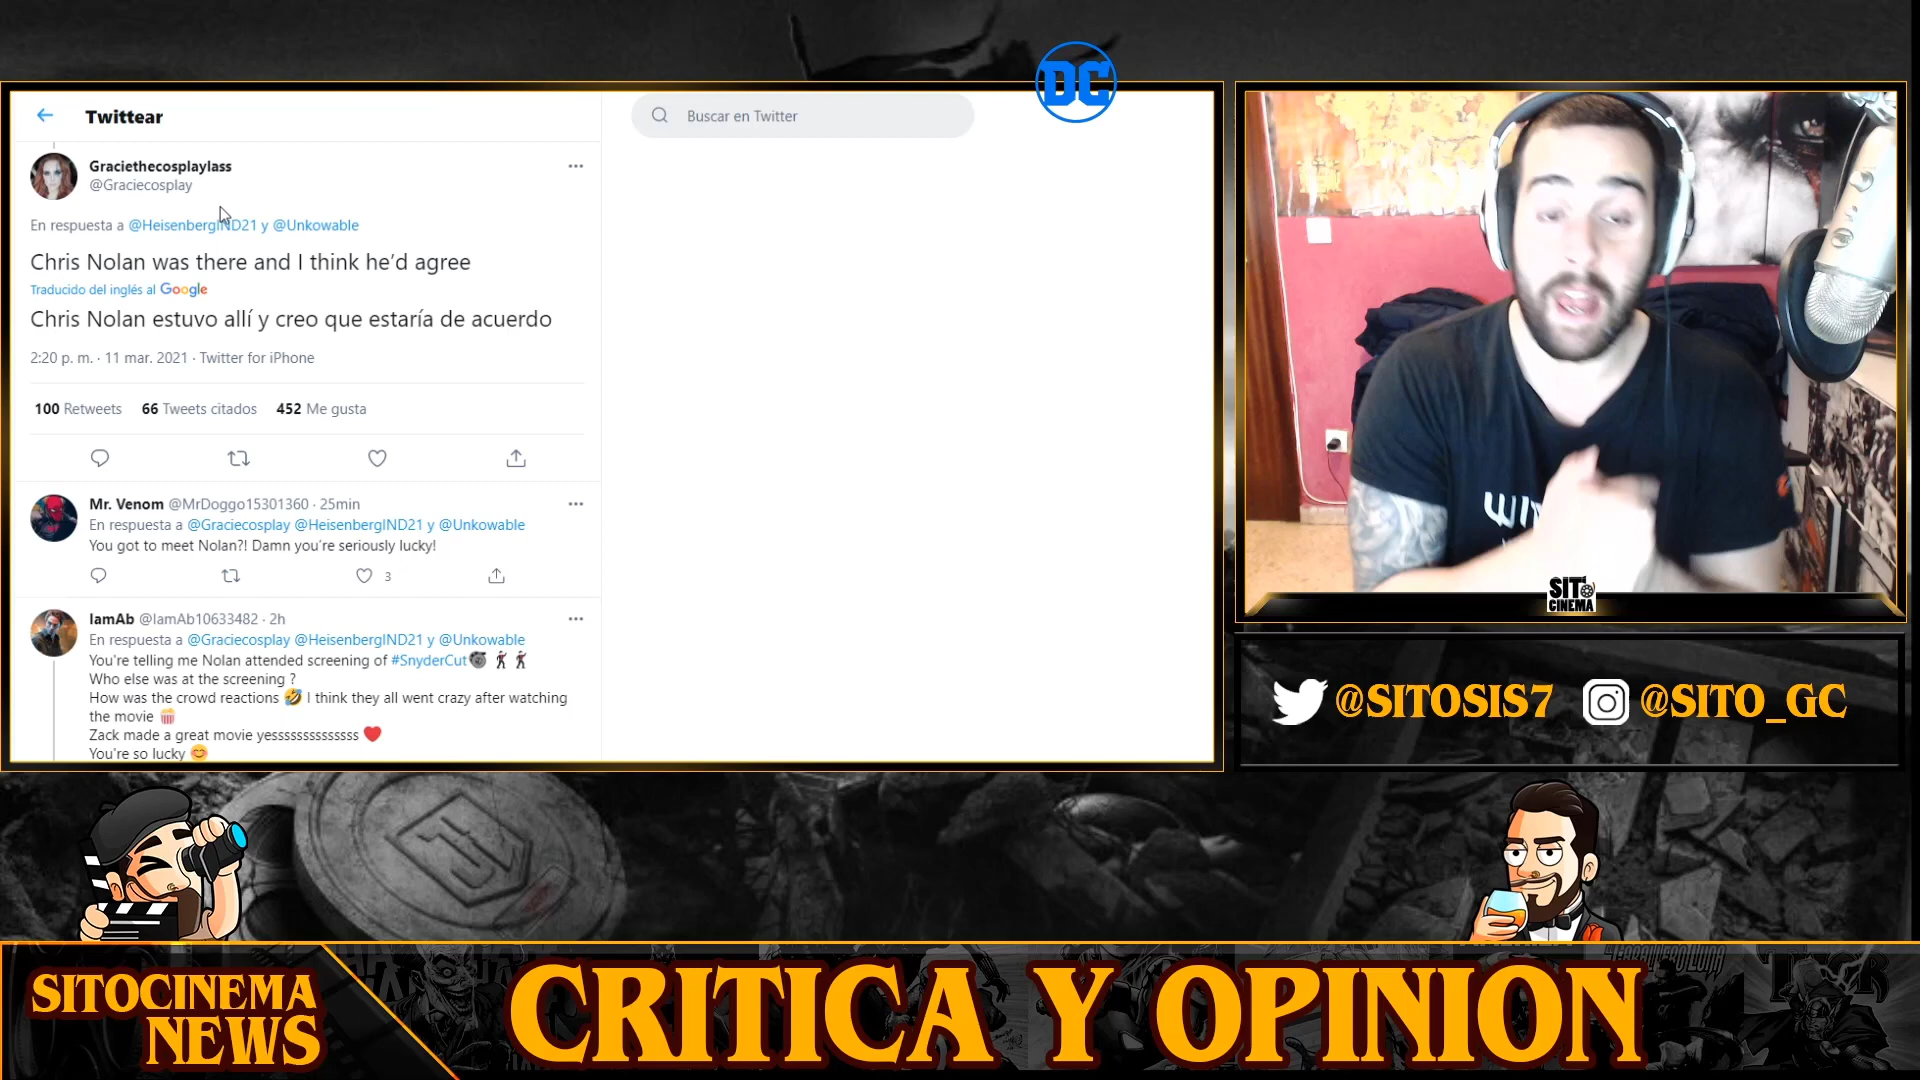 DC
Twittear
Buscar en Twitter
Graciethecosplaylass
@Graciecosplay
En respuesta a @HeisenbergIND21 y @Unkowable
Chris Nolan was there and I think he'd agree
Traducido del inglés al Google
Chris Nolan estuvo allí y creo que estaría de acuerdo
2:20 p. m. · 11 mar. 2021 · Twitter for iPhone
100 Retweets 66 Tweets citados 452 Me gusta
Mr. Venom @MrDoggo15301360 · 25min
En respuesta a @Graciecosplay @HeisenbergIND21 y @Unkowable
You got to meet Nolan?! Damn you're seriously lucky!
3
IamAb @IamAb10633482 · 2h
En respuesta a @Graciecosplay @HeisenbergIND21 y @Unkowable
You're telling me Nolan attended screening of #SnyderCut
Who else was at the screening ?
How was the crowd reactions 🤣 I think they all went crazy after watching
the movie 🍿
Zack made a great movie yesssssssssssss ❤️
You're so lucky 😊
SITO
CINEMA
@SITOSIS7 @SITO_GC
SITOCINEMA
NEWS
CRITICA Y OPINION